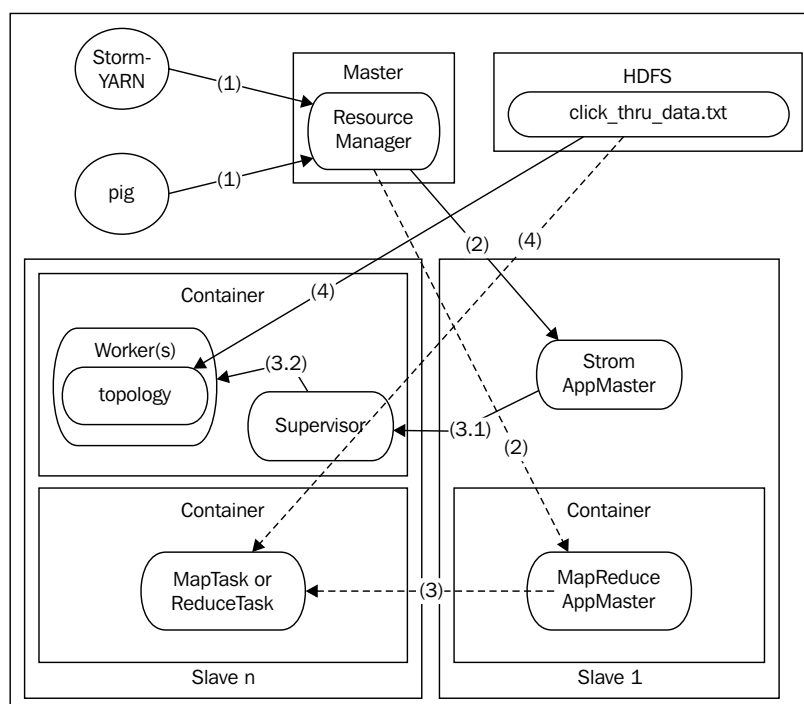 Storm-
YARN
(1)
Master
HDFS
Resource
Manager
click_thru_data.txt
pig
(1)
(2)
(4)
Container
(4)
Worker(s)
(3.2)
topology
Supervisor
Strom
AppMaster
(3.1)
(2)
Container
Container
MapTask or
ReduceTask
(3)
MapReduce
AppMaster
Slave n
Slave 1